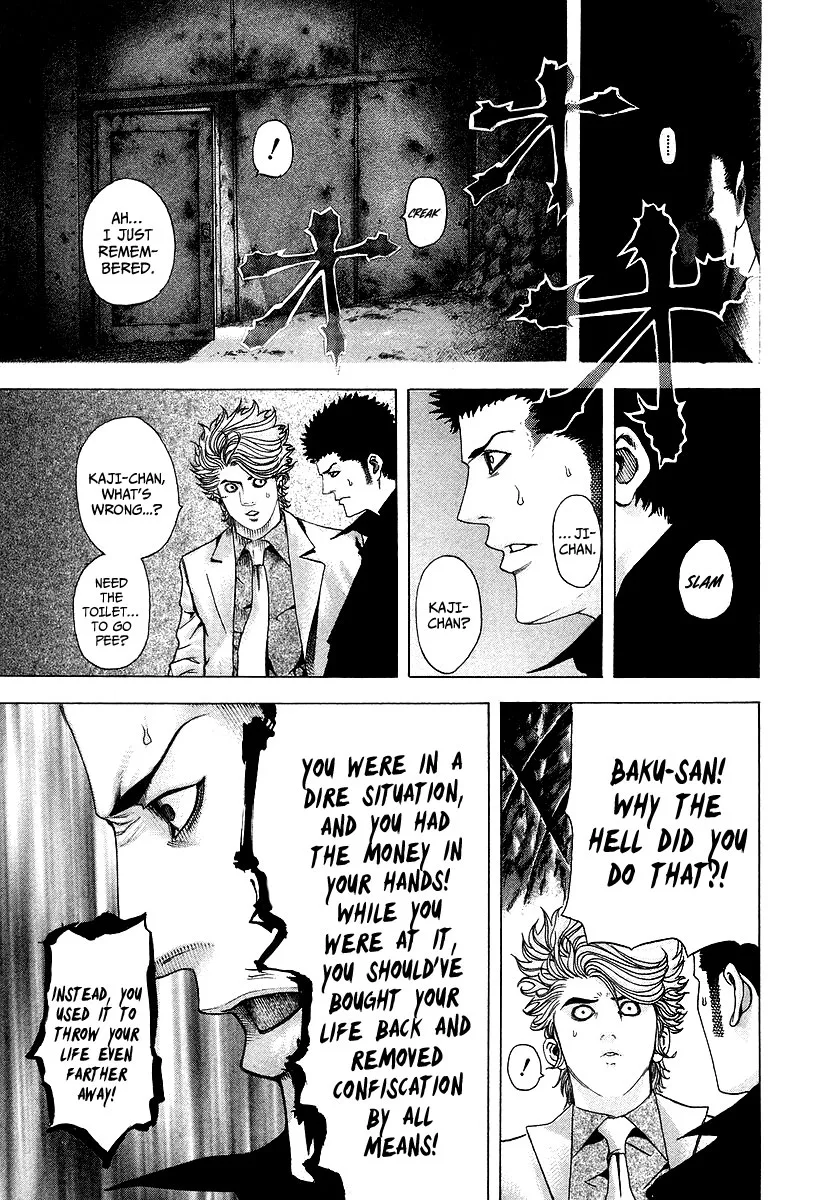 ......
オ
オ
CREAK
!
AH...
I JUST
REMEM-
BERED.
SLAM
...JI-
CHAN.
KAJI-
CHAN?
KAJI-CHAN,
WHAT'S
WRONG...?
NEED
THE
TOILET...
TO GO
PEE?
BAKU-SAN!
WHY THE
HELL DID YOU
DO THAT?!
!
YOU WERE IN A
DIRE SITUATION,
AND YOU HAD
THE MONEY IN
YOUR HANDS!
WHILE YOU
WERE AT IT,
YOU SHOULD'VE
BOUGHT YOUR
LIFE BACK AND
REMOVED
CONFISCATION
BY ALL
MEANS!
INSTEAD, YOU
USED IT TO
THROW YOUR
LIFE EVEN
FARTHER
AWAY!